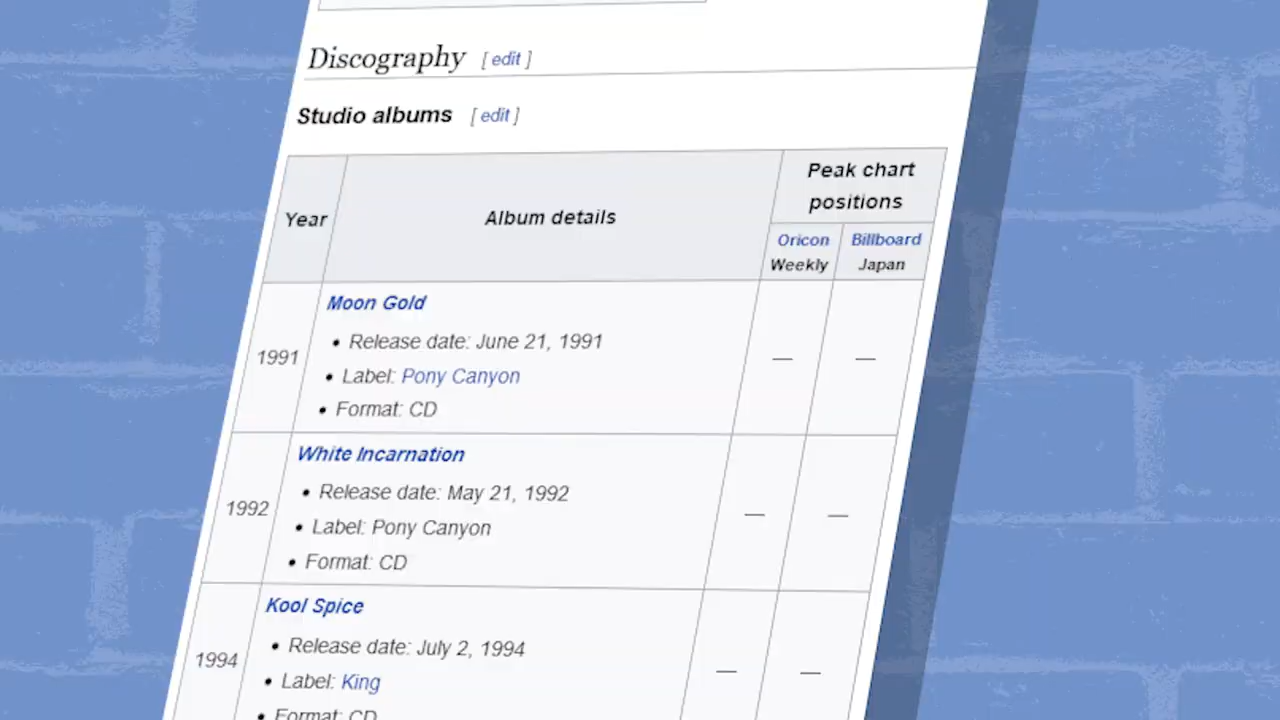 Discography [ edit ]
Studio albums [ edit ]
Year
Album details
Peak chart
positions
Oricon
Weekly
Billboard
Japan
1991
Moon Gold
• Release date: June 21, 1991
• Label: Pony Canyon
• Format: CD
—
—
1992
White Incarnation
• Release date: May 21, 1992
• Label: Pony Canyon
• Format: CD
—
—
1994
Kool Spice
• Release date: July 2, 1994
• Label: King
• Format: CD
—
—